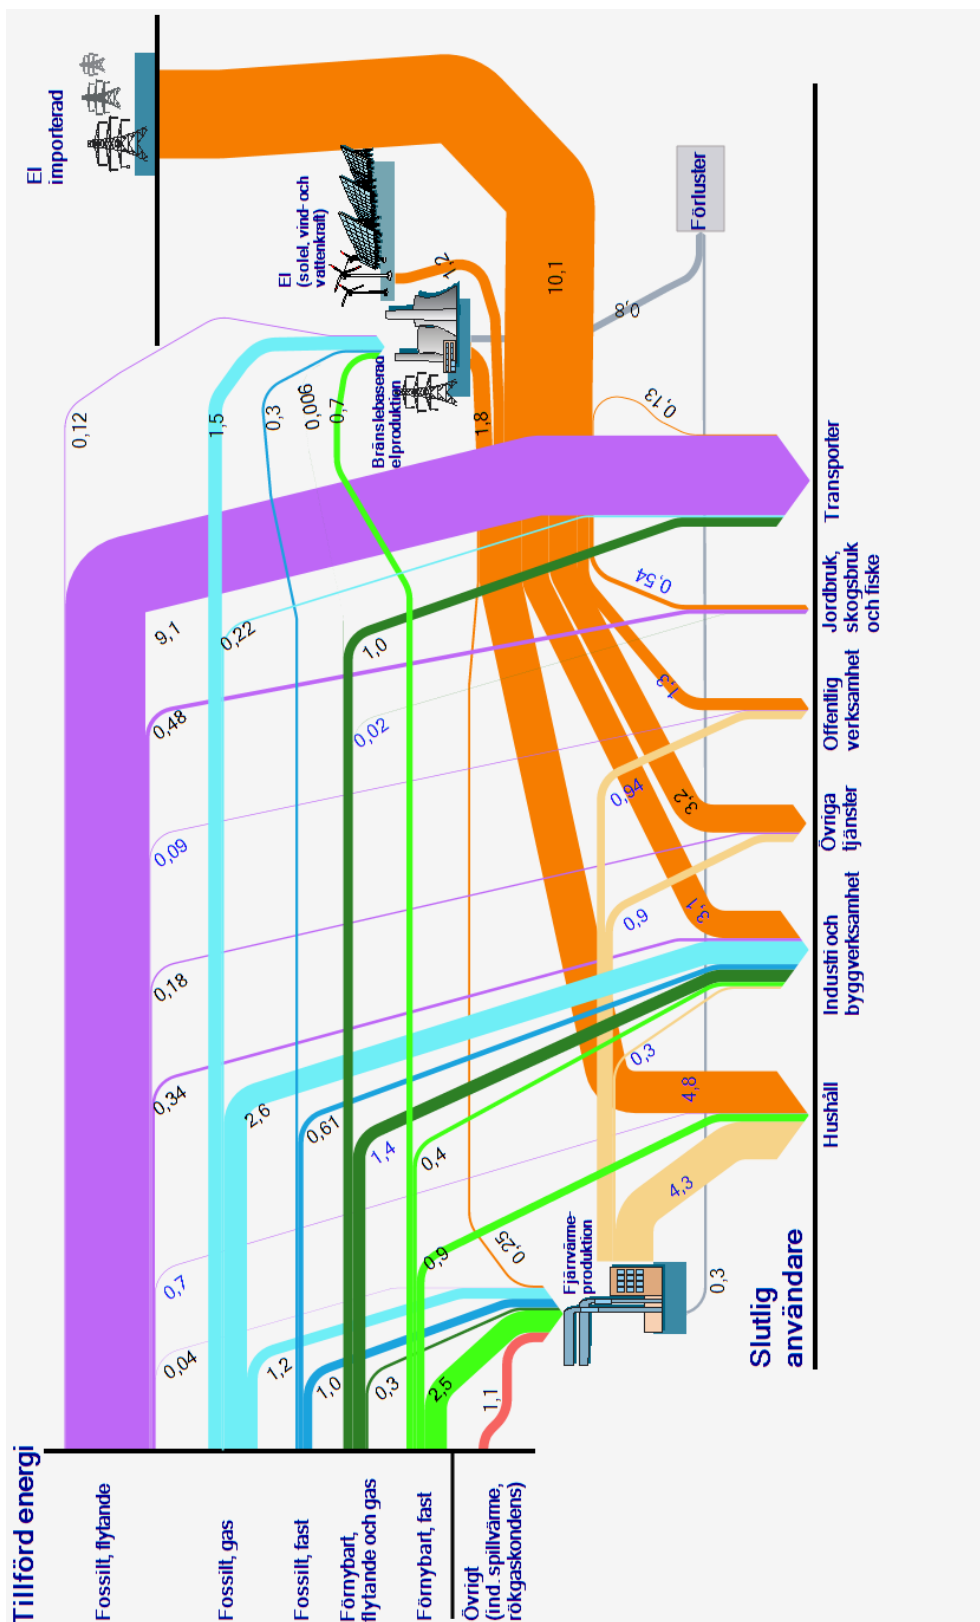 Tillförd energi
Fossilt, flytande
Fossilt, gas
Fossilt, fast
Förnybart,
flytande och gas
Förnybart, fast
Övrigt
(ind. spillvärme,
rökgaskondens)
El
importerad
El
(solel, vind- och
vattenkraft)
Bränslebaserad
elproduktion
Fjärrvärme-
produktion
Förluster
0,12
1,5
0,3
0,006
0,7
1,8
1,2
10,1
0,8
0,13
9,1
0,22
1,0
0,54
0,48
0,02
1,3
0,09
0,94
3,2
0,18
0,9
3,1
0,34
2,6
0,61
1,4
0,4
0,3
4,8
0,7
0,9
0,25
4,3
0,04
1,2
1,0
0,3
2,5
1,1
0,3
Transporter
Jordbruk,
skogsbruk
och fiske
Offentlig
verksamhet
Övriga
tjänster
Industri och
byggverksamhet
Hushåll
Slutlig
användare